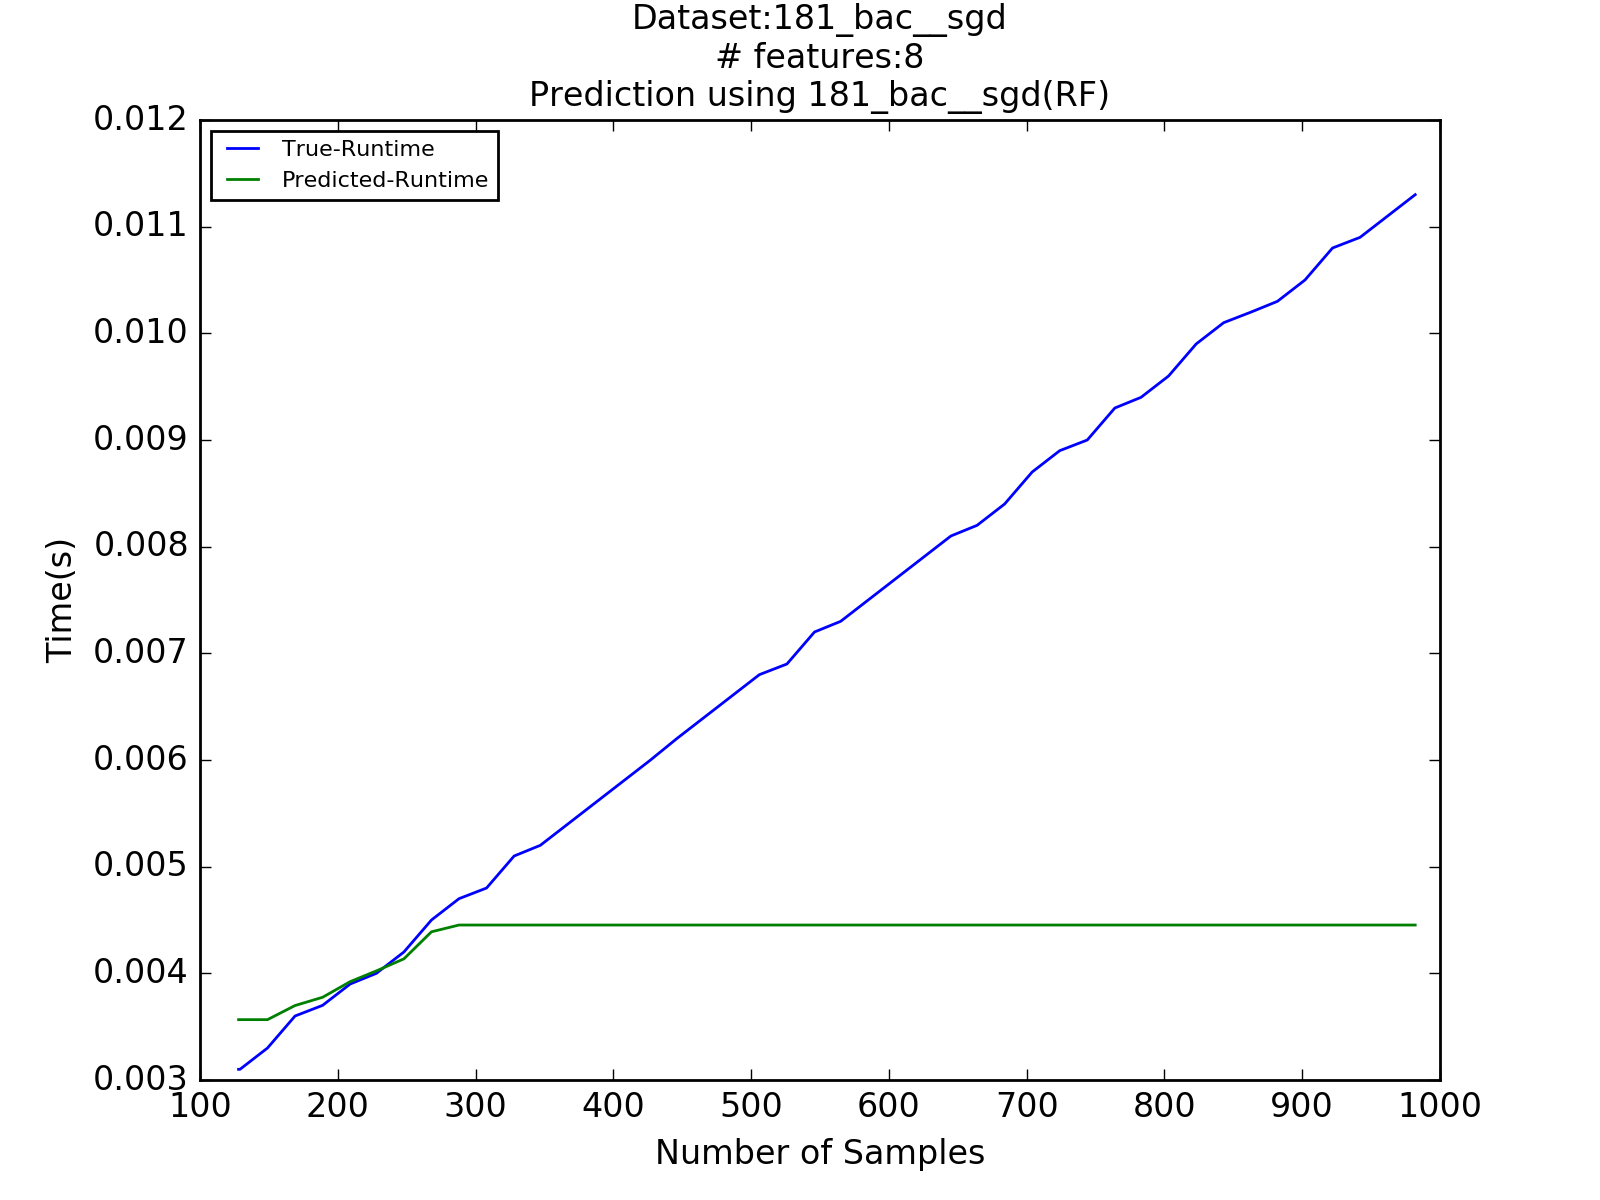 Dataset:181_bac__sgd
# features:8
Prediction using 181_bac__sgd(RF)
True-Runtime
Predicted-Runtime
0.012
0.011
0.010
0.009
0.008
0.007
0.006
0.005
0.004
0.003
Time(s)
100 200 300 400 500 600 700 800 900 1000
Number of Samples